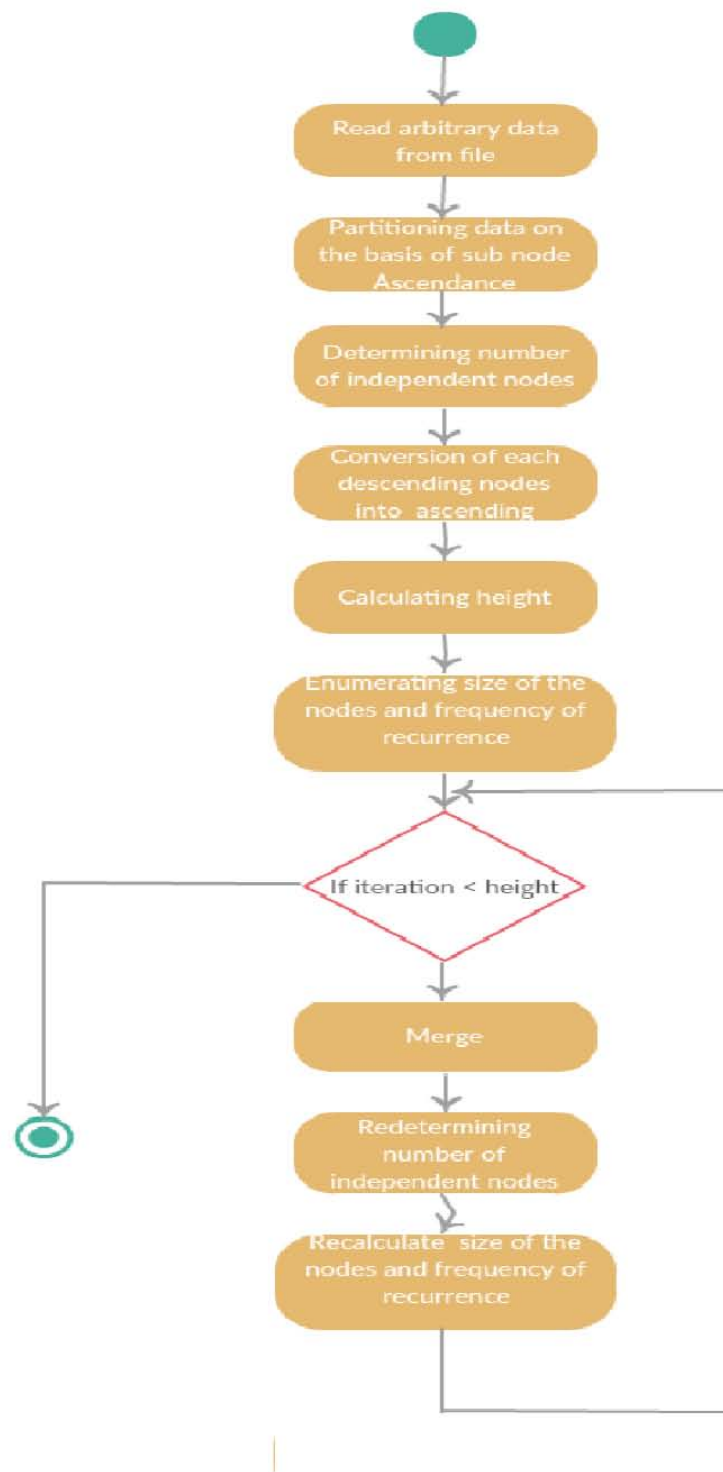 Read arbitrary data
from file
Partitioning data on
the basis of sub node
Ascendance
Determining number
of independent nodes
Conversion of each
descending nodes
into ascending
Calculating height
Enumerating size of the
nodes and frequency of
recurrence
If iteration < height
Merge
Redetermining
number of
independent nodes
Recalculate size of the
nodes and frequency of
recurrence